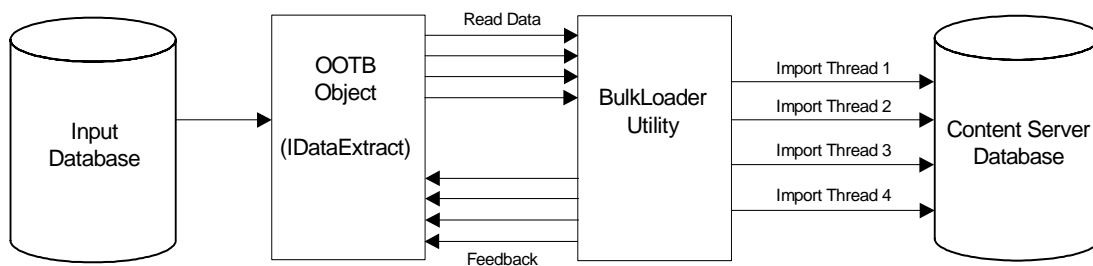 Input
Database
OOTB
Object
(IDataExtract)
Read Data
Feedback
BulkLoader
Utility
Import Thread 1
Import Thread 2
Import Thread 3
Import Thread 4
Content Server
Database